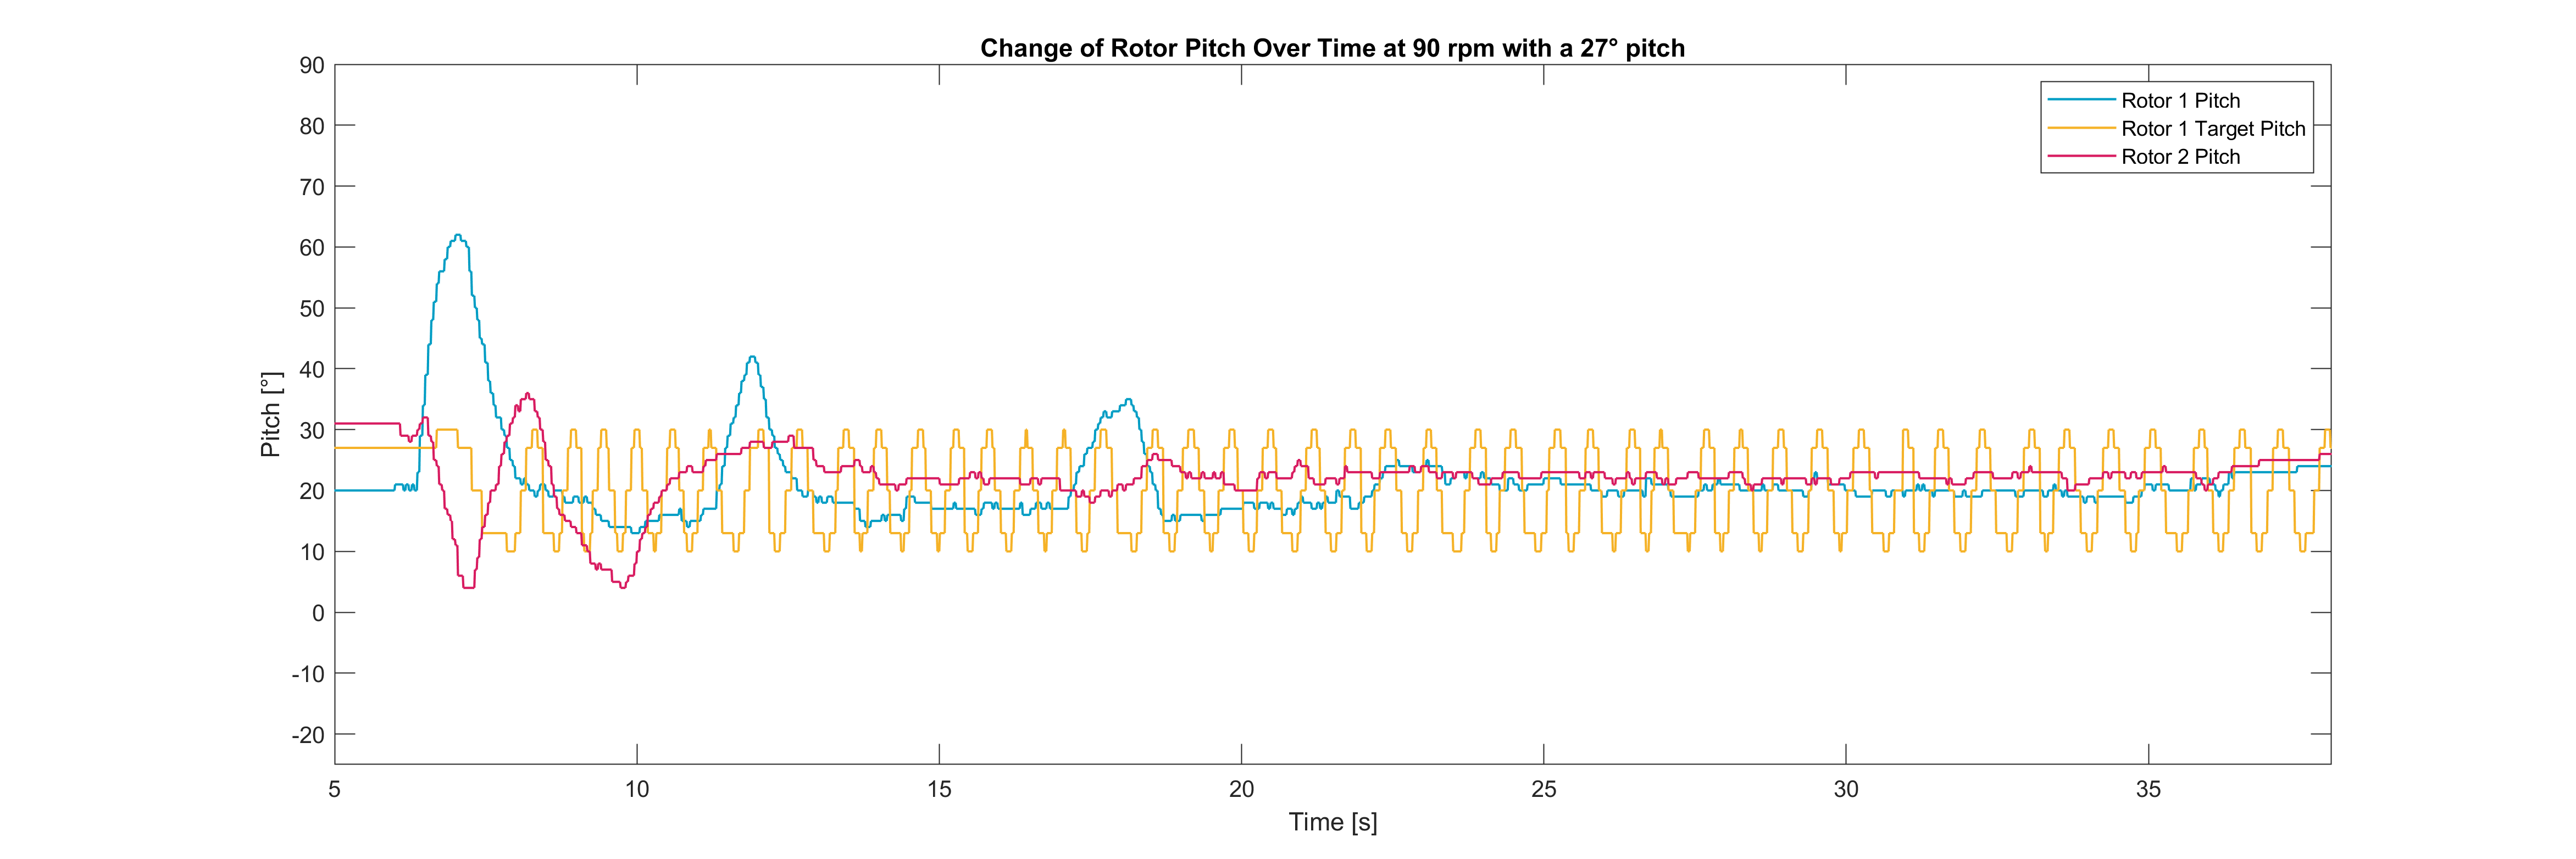 Change of Rotor Pitch Over Time at 90 rpm with a 27° pitch
90
80
70
60
50
40
30
20
10
0
-10
-20
Pitch [°]
Rotor 1 Pitch
Rotor 1 Target Pitch
Rotor 2 Pitch
5 10 15 20 25 30 35
Time [s]